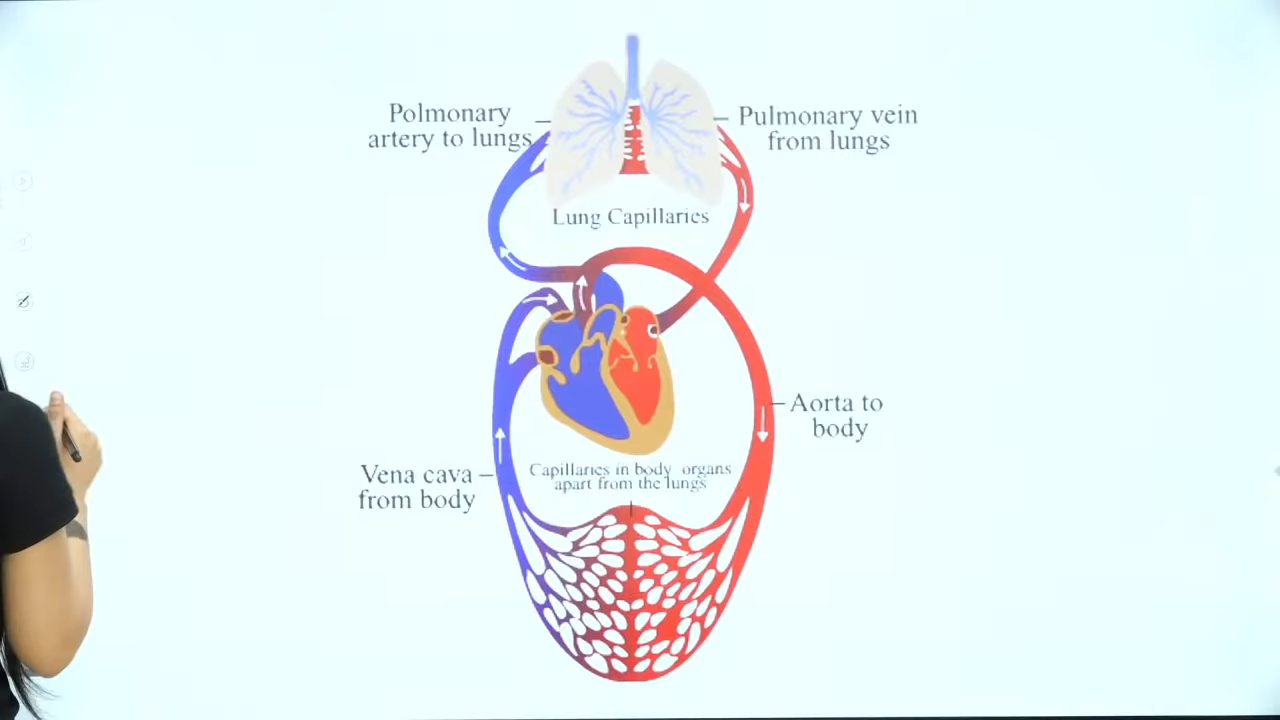 Polmonary
artery to lungs
Pulmonary vein
from lungs
Lung Capillaries
Aorta to
body
Vena cava
from body
Capillaries in body organs
apart from the lungs